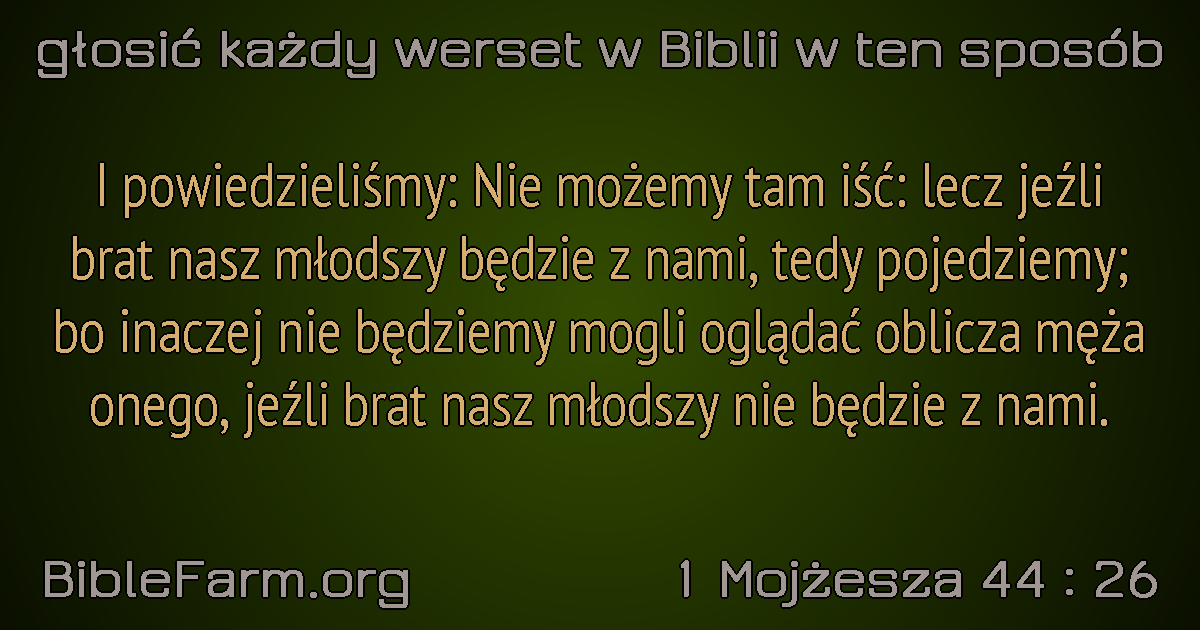 głosić każdy werset w Biblii w ten sposób
I powiedzieliśmy: Nie możemy tam iść: lecz jeźli
brat nasz młodszy będzie z nami, tedy pojedziemy;
bo inaczej nie będziemy mogli oglądać oblicza męża
onego, jeźli brat nasz młodszy nie będzie z nami.
BibleFarm.org
1 Mojżesza 44 : 26